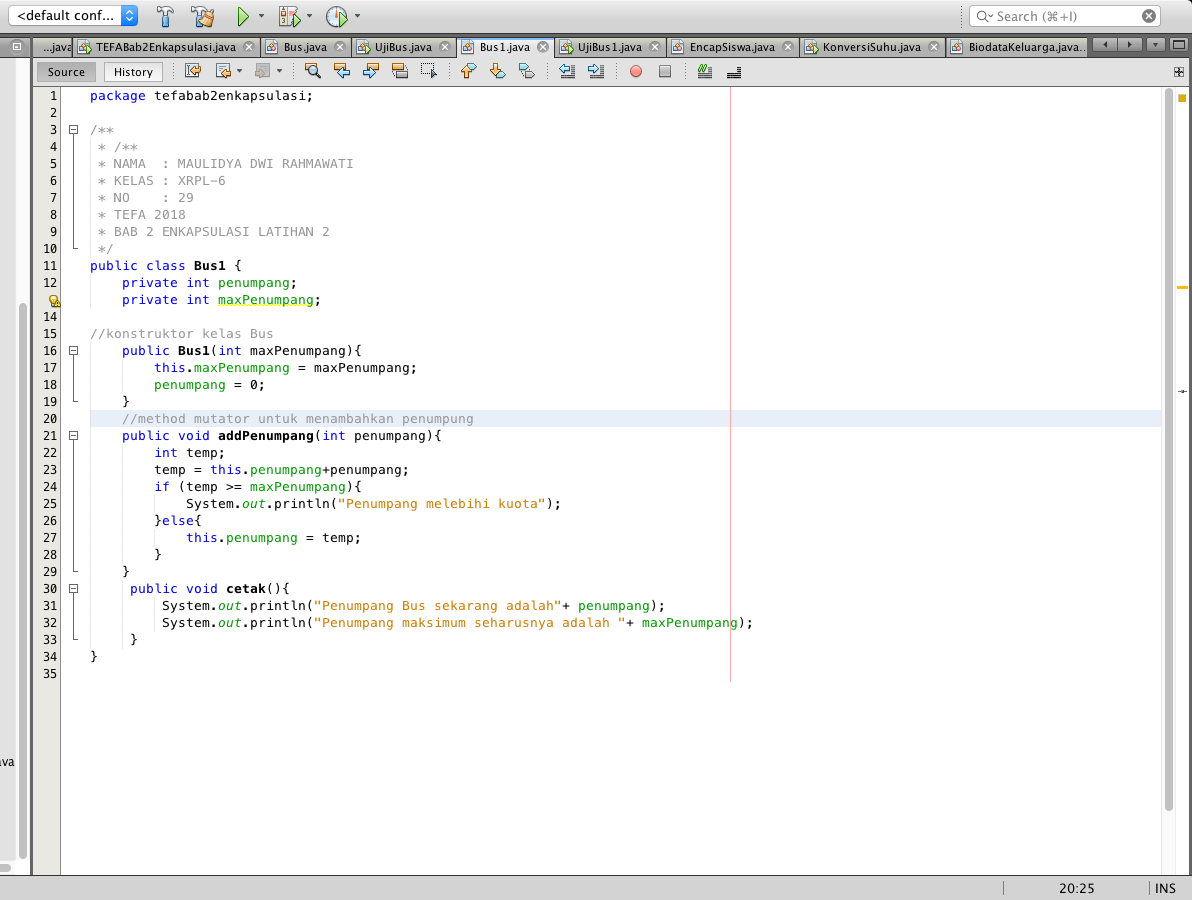 <default conf...
Search (⌘+I)
...java
TEFABab2Enkapsulasi.java
Bus.java
UjiBus.java
Bus1.java
UjiBus1.java
EncapSiswa.java
KonversiSuhu.java
BiodataKeluarga.java...
Source
History
1 package tefabab2enkapsulasi;
2
3 /**
4 * /**
5 * NAMA  : MAULIDYA DWI RAHMAWATI
6 * KELAS : XRPL-6
7 * NO    : 29
8 * TEFA 2018
9 * BAB 2 ENKAPSULASI LATIHAN 2
10 */
11 public class Bus1 {
12     private int penumpang;
    private int maxPenumpang;
14
15 //konstruktor kelas Bus
16     public Bus1(int maxPenumpang){
17         this.maxPenumpang = maxPenumpang;
18         penumpang = 0;
19     }
20     //method mutator untuk menambahkan penumpung
21     public void addPenumpang(int penumpang){
22         int temp;
23         temp = this.penumpang+penumpang;
24         if (temp >= maxPenumpang){
25             System.out.println("Penumpang melebihi kuota");
26         }else{
27             this.penumpang = temp;
28         }
29     }
30      public void cetak(){
31          System.out.println("Penumpang Bus sekarang adalah"+ penumpang);
32          System.out.println("Penumpang maksimum seharusnya adalah "+ maxPenumpang);
33      }
34 }
35
ava
20:25
INS